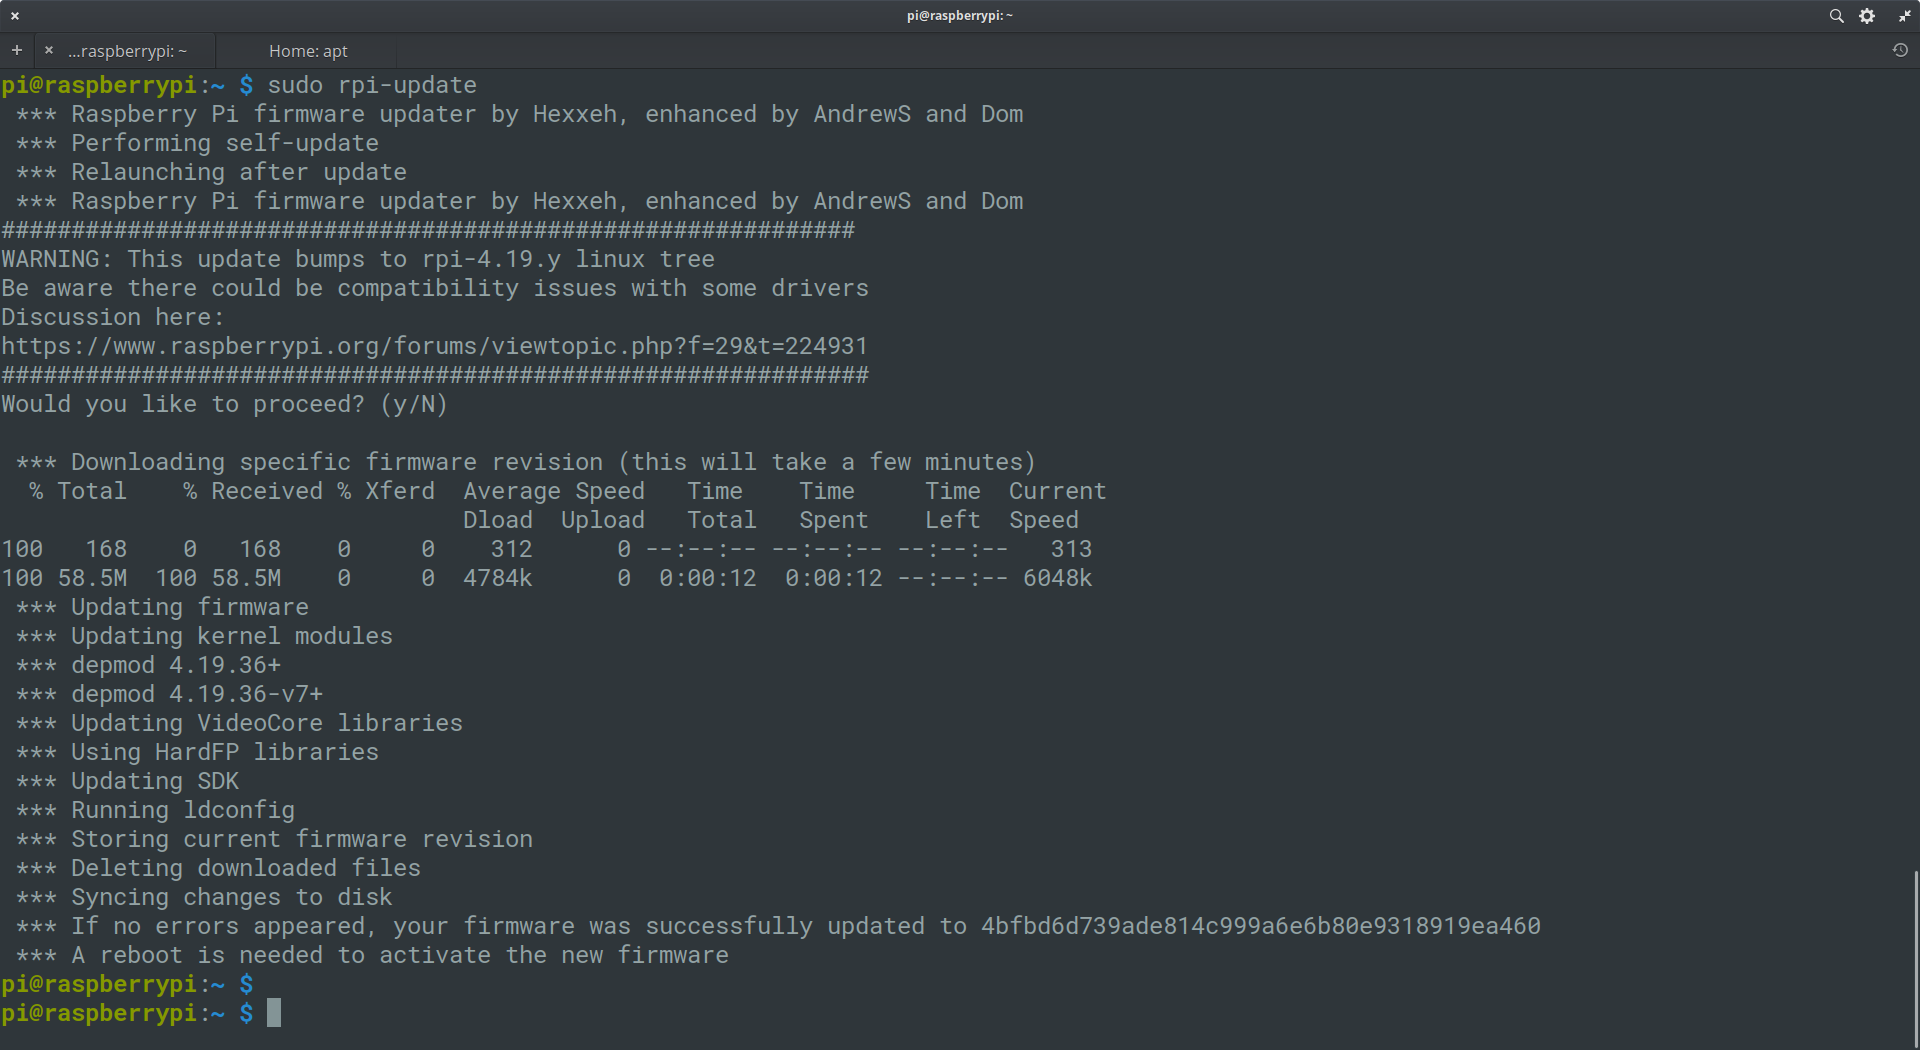 pi@raspberrypi: ~
...raspberrypi: ~
Home: apt
pi@raspberrypi:~ $ sudo rpi-update
 *** Raspberry Pi firmware updater by Hexxeh, enhanced by AndrewS and Dom
 *** Performing self-update
 *** Relaunching after update
 *** Raspberry Pi firmware updater by Hexxeh, enhanced by AndrewS and Dom
#############################################################
WARNING: This update bumps to rpi-4.19.y linux tree
Be aware there could be compatibility issues with some drivers
Discussion here:
https://www.raspberrypi.org/forums/viewtopic.php?f=29&t=224931
##############################################################
Would you like to proceed? (y/N)
 *** Downloading specific firmware revision (this will take a few minutes)
  % Total    % Received % Xferd  Average Speed   Time    Time     Time  Current
                                 Dload  Upload   Total   Spent    Left  Speed
100   168    0   168    0     0    312      0 --:--:-- --:--:-- --:--:--   313
100 58.5M  100 58.5M    0     0  4784k      0  0:00:12  0:00:12 --:--:-- 6048k
 *** Updating firmware
 *** Updating kernel modules
 *** depmod 4.19.36+
 *** depmod 4.19.36-v7+
 *** Updating VideoCore libraries
 *** Using HardFP libraries
 *** Updating SDK
 *** Running ldconfig
 *** Storing current firmware revision
 *** Deleting downloaded files
 *** Syncing changes to disk
 *** If no errors appeared, your firmware was successfully updated to 4bfbd6d739ade814c999a6e6b80e9318919ea460
 *** A reboot is needed to activate the new firmware
pi@raspberrypi:~ $
pi@raspberrypi:~ $